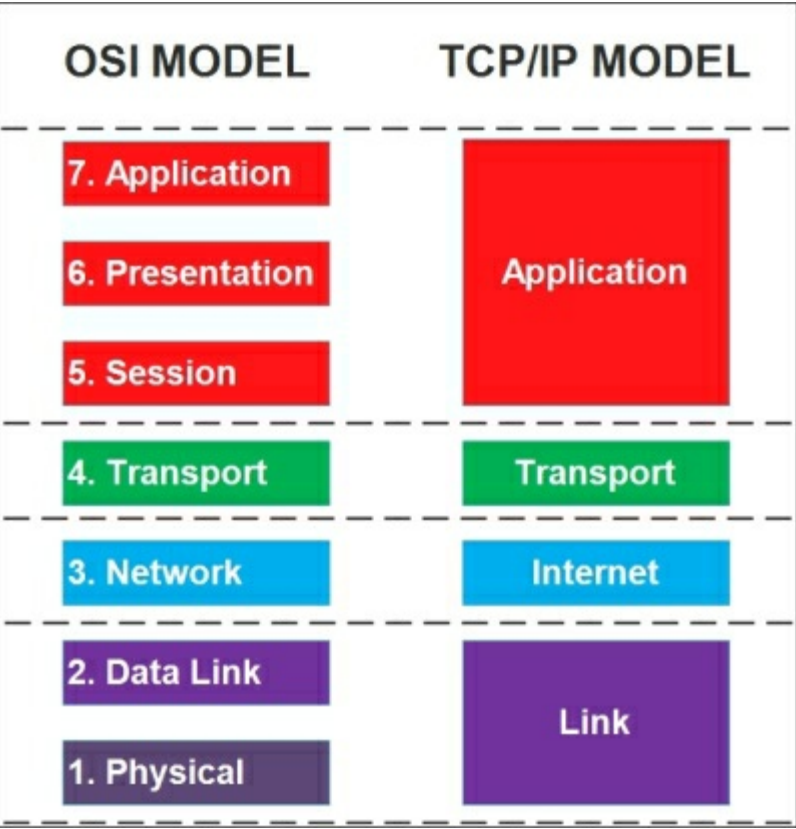 OSI MODEL
TCP/IP MODEL
7. Application
6. Presentation
5. Session
Application
4. Transport
Transport
3. Network
Internet
2. Data Link
1. Physical
Link